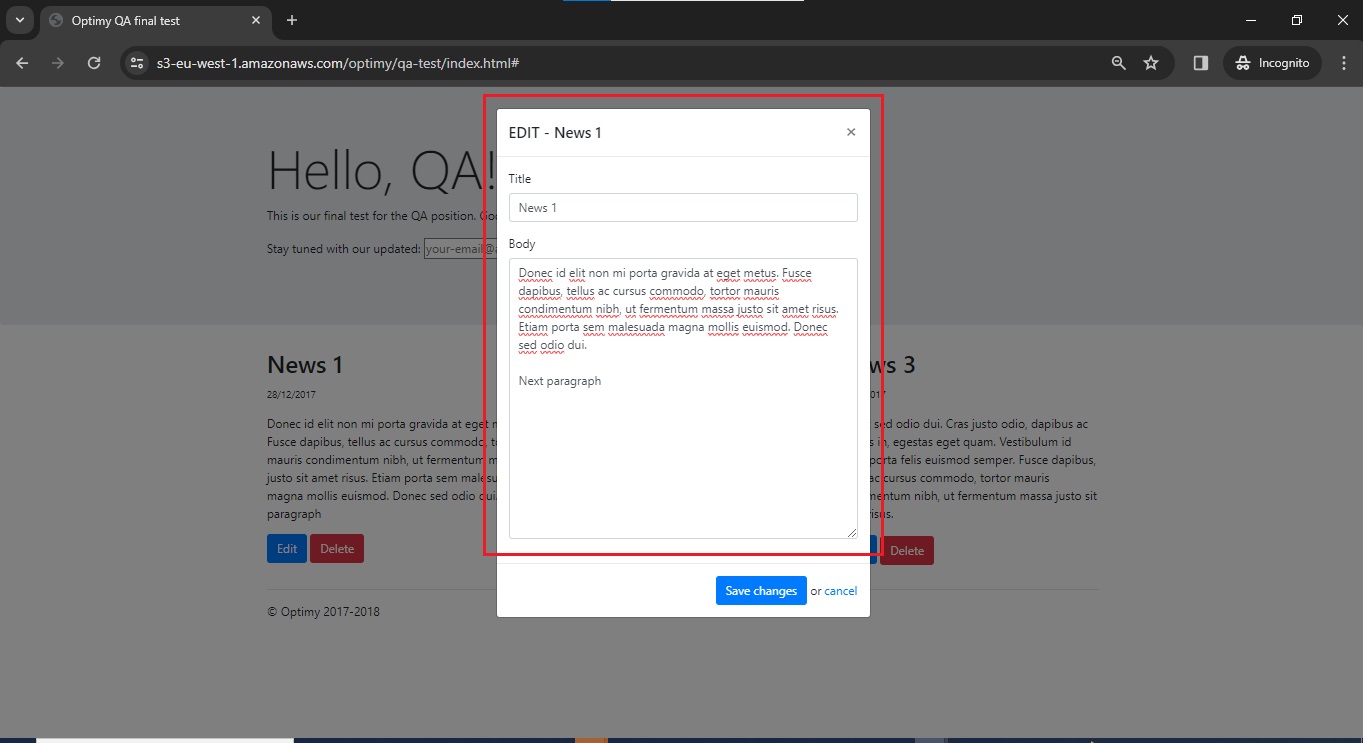 Optimy QA final test
s3-eu-west-1.amazonaws.com/optimy/qa-test/index.html#
Incognito
Hello, QA!
This is our final test for the QA position.
Stay tuned with our updated: your-email@
EDIT - News 1
×
Title
News 1
Body
Donec id elit non mi porta gravida at eget metus. Fusce
dapibus, tellus ac cursus commodo, tortor mauris
condimentum nibh, ut fermentum massa justo sit amet risus.
Etiam porta sem malesuada magna mollis euismod. Donec
sed odio dui.
Next paragraph
Save changes or cancel
News 1
28/12/2017
Donec id elit non mi porta gravida at eget
Fusce dapibus, tellus ac cursus commodo,
mauris condimentum nibh, ut fermentum
justo sit amet risus. Etiam porta sem
magna mollis euismod. Donec sed odio dui.
paragraph
Edit Delete
ws 3
017
sed odio dui. Cras justo odio, dapibus ac
in, egestas eget quam. Vestibulum id
porta felis euismod semper. Fusce dapibus,
ac cursus commodo, tortor mauris
mentum nibh, ut fermentum massa justo sit
risus.
Delete
© Optimy 2017-2018